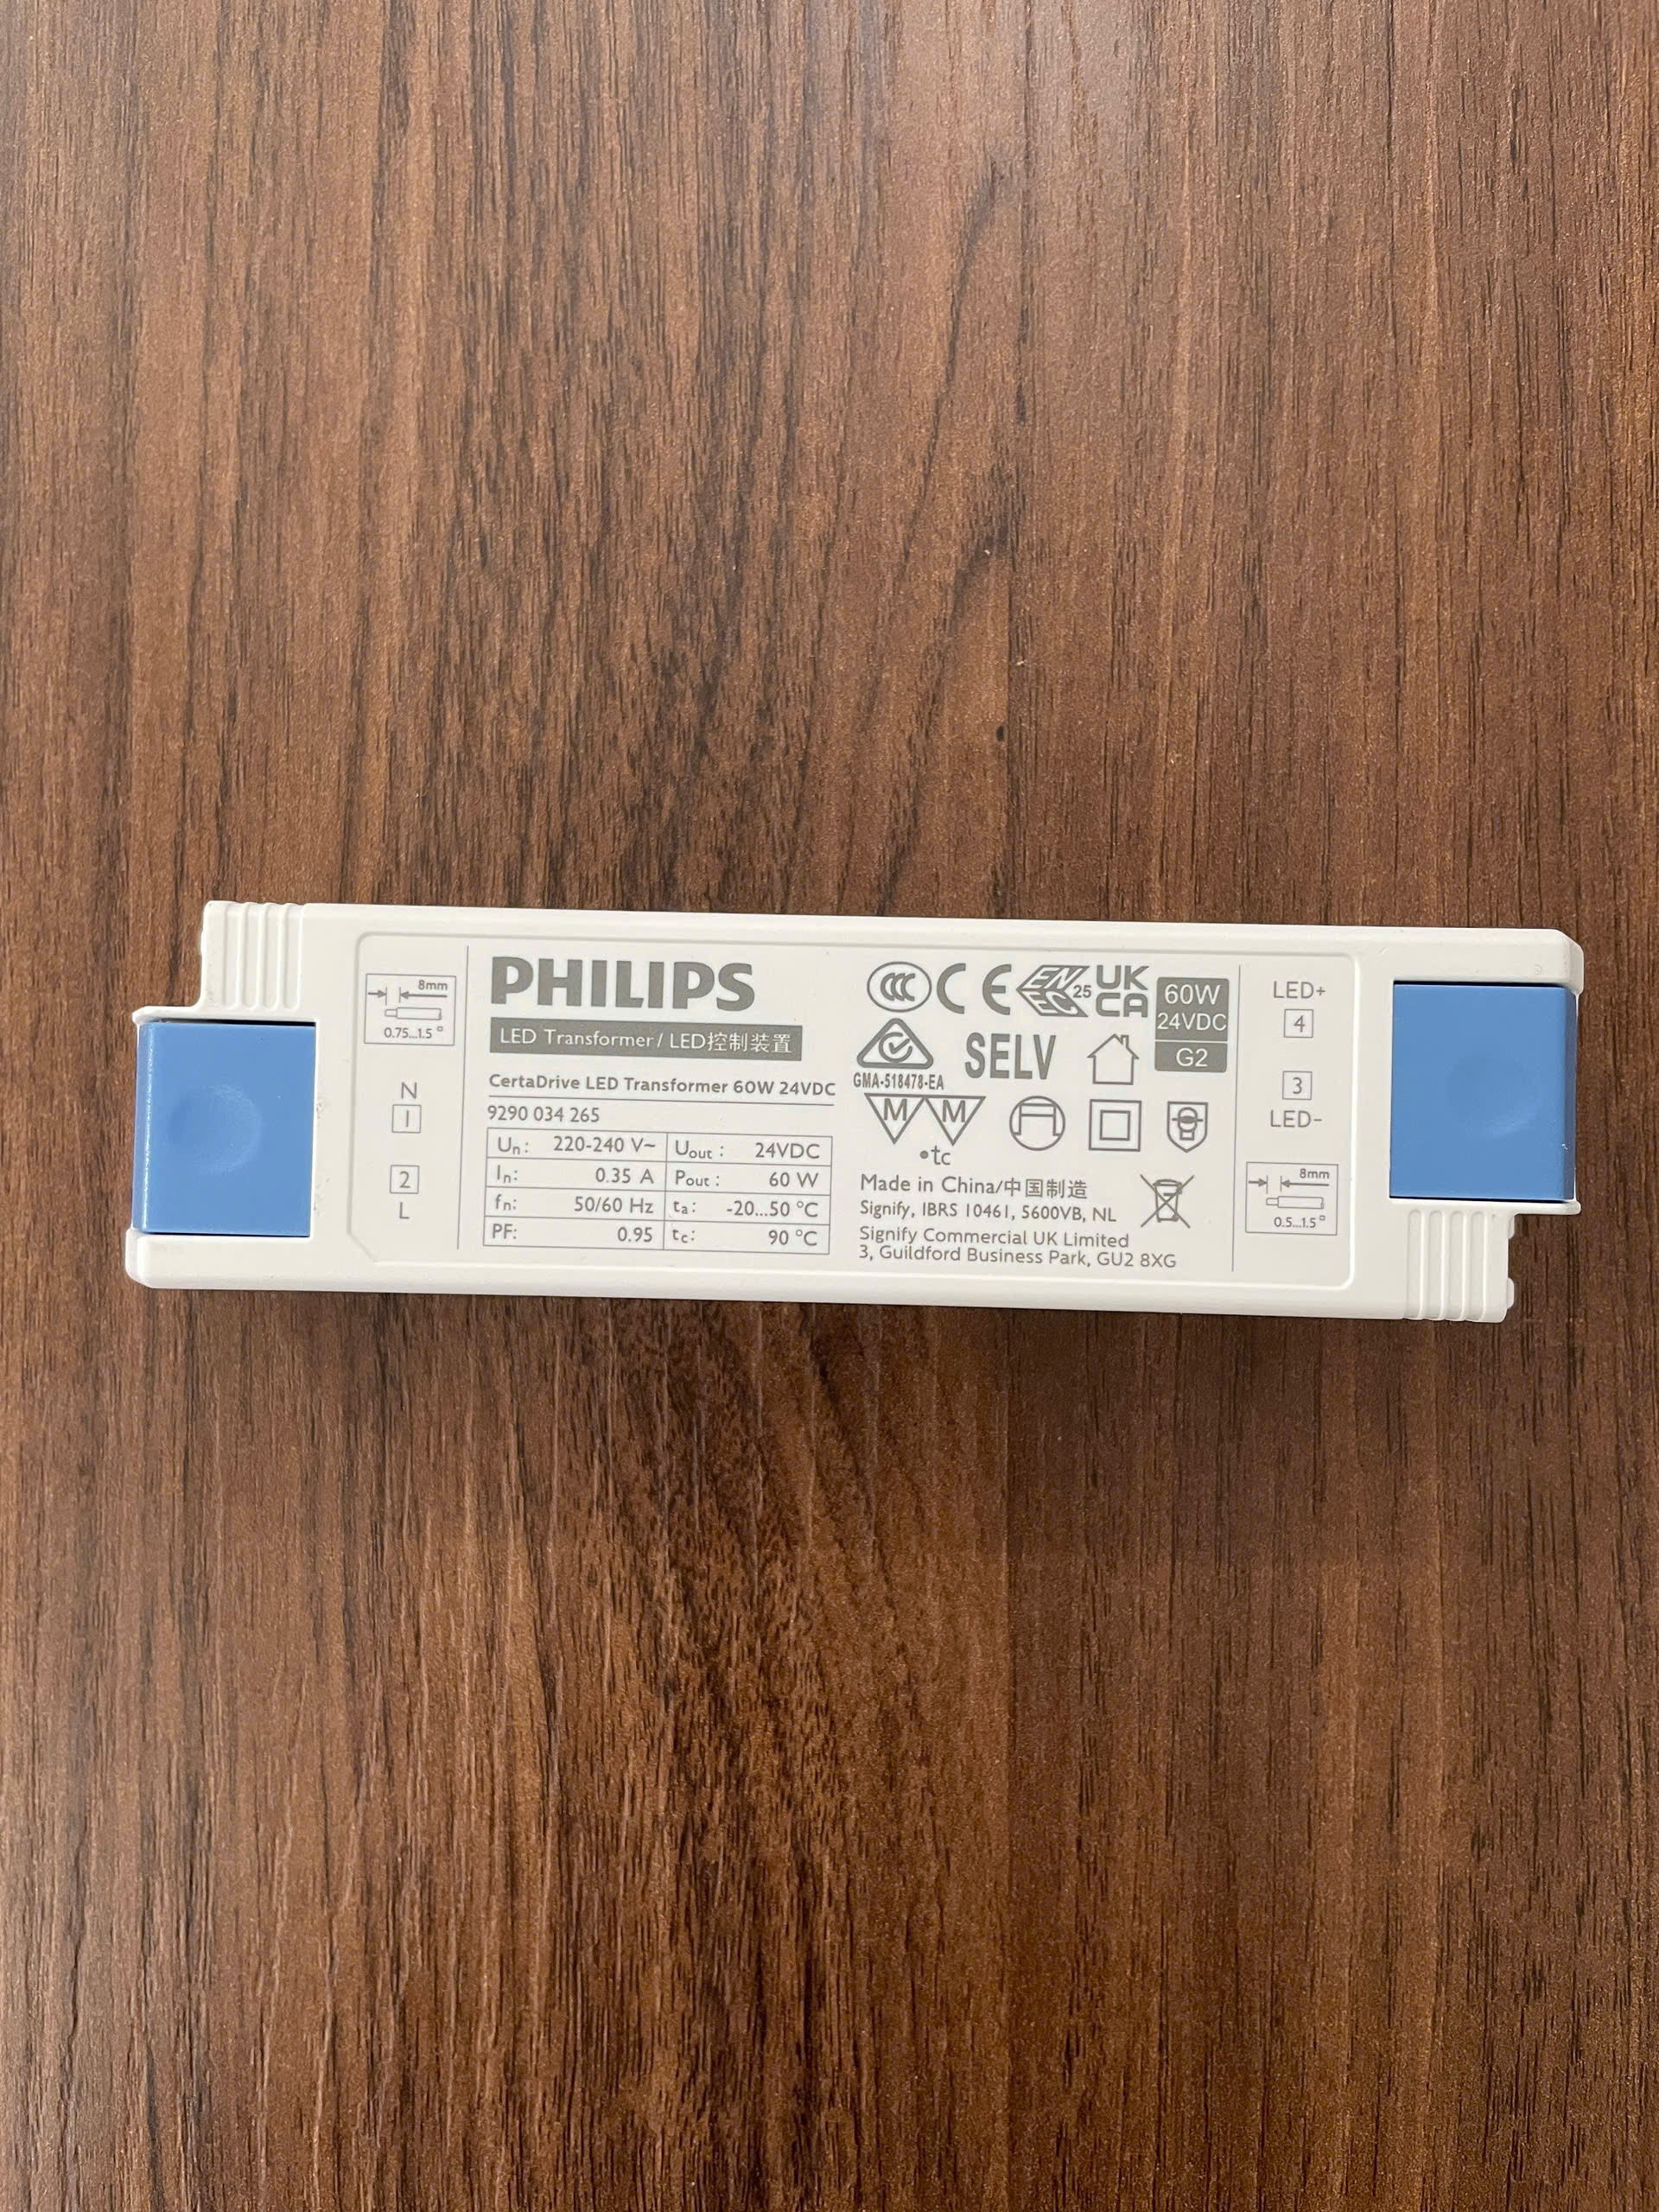 8mm
0.75...1.5 □
N
1
2
L
PHILIPS
LED Transformer/ LED控制装置
CertaDrive LED Transformer 60W 24VDC
9290 034 265
Un: 220-240 V~ Uout : 24VDC
In: 0.35 A Pout : 60 W
fn: 50/60 Hz ta: -20...50 °C
PF: 0.95 tc: 90 °C
CCC CE ENEC 25 UKCA
GMA-518478-EA
SELV
60W
24VDC
G2
M M
•tc
Made in China/中国制造
Signify, IBRS 10461, 5600VB, NL
Signify Commercial UK Limited
3, Guildford Business Park, GU2 8XG
LED+
4
3
LED-
8mm
0.5...1.5 □